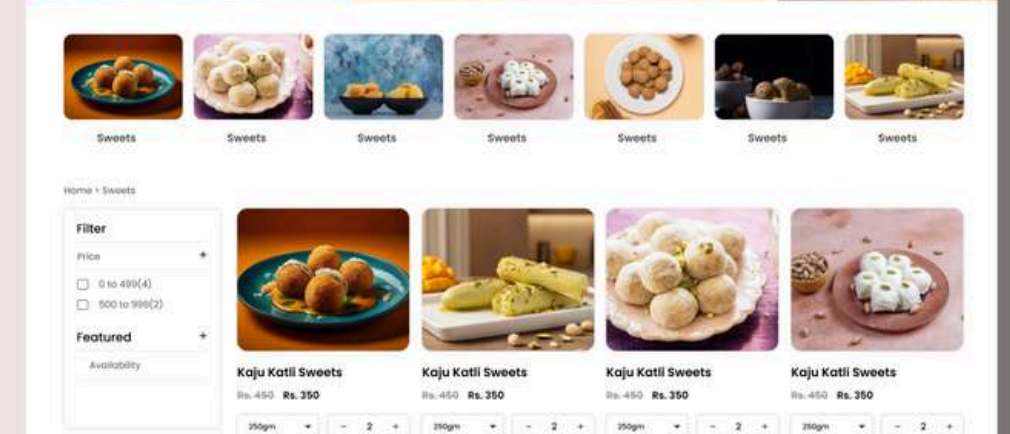 Sweets Sweets Sweets Sweets Sweets Sweets Sweets
Home > Sweets
Filter
Price +
0 to 499(4)
500 to 999(2)
Featured +
Availability
Kaju Katli Sweets Kaju Katli Sweets Kaju Katli Sweets Kaju Katli Sweets
Rs. 450 Rs. 350 Rs. 450 Rs. 350 Rs. 450 Rs. 350 Rs. 450 Rs. 350
250gm - 2 + 250gm - 2 + 250gm - 2 + 250gm - 2 +